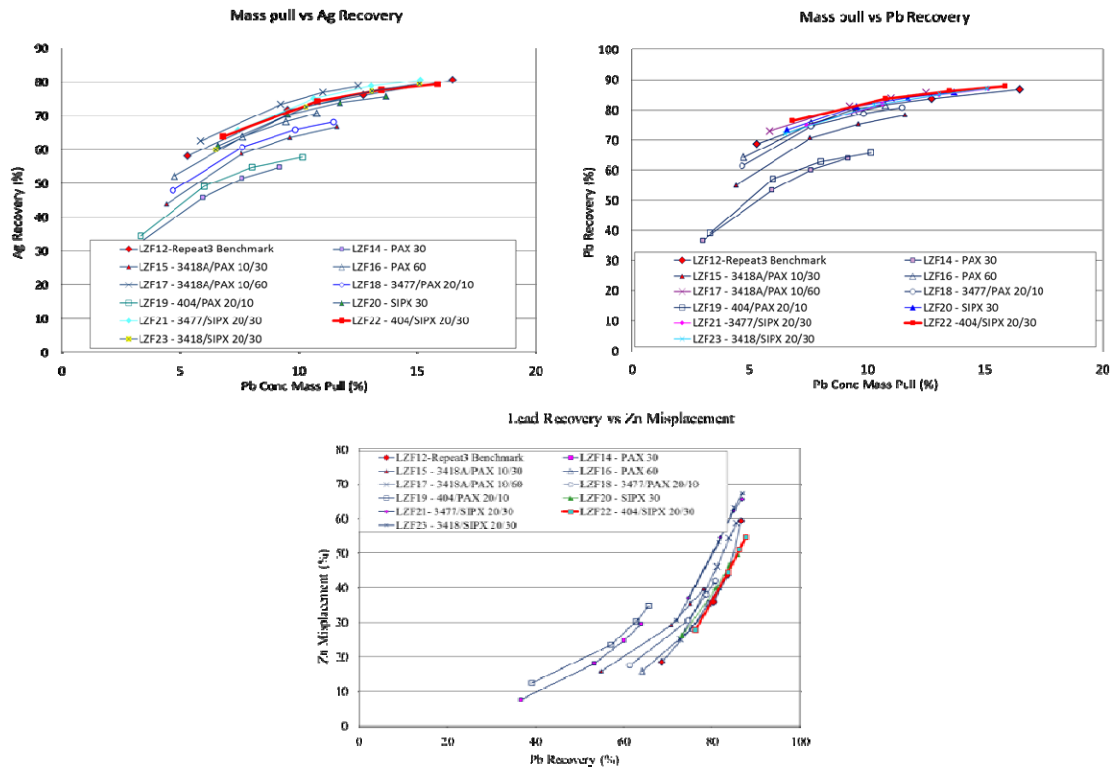 Mass pull vs Ag Recovery
90
80
70
60
50
40
30
20
10
0
Ag Recovery (%)
LZF12-Repeat3 Benchmark
LZF14 - PAX 30
LZF15 - 3418A/PAX 10/30
LZF16 - PAX 60
LZF17 - 3418A/PAX 10/60
LZF18 - 3477/PAX 20/10
LZF19 - 404/PAX 20/10
LZF20 - SIPX 30
LZF21 - 3477/SIPX 20/30
LZF22 - 404/SIPX 20/30
LZF23 - 3418/SIPX 20/30
0 5 10 15 20
Pb Conc Mass Pull (%)
Mass pull vs Pb Recovery
100
90
80
70
60
50
40
30
20
10
0
Pb Recovery (%)
LZF12-Repeat3 Benchmark
LZF14 - PAX 30
LZF15 - 3418A/PAX 10/30
LZF16 - PAX 60
LZF17 - 3418A/PAX 10/60
LZF18 - 3477/PAX 20/10
LZF19 - 404/PAX 20/10
LZF20 - SIPX 30
LZF21 -3477/SIPX 20/30
LZF22 -404/SIPX 20/30
LZF23 - 3418/SIPX 20/30
0 5 10 15 20
Pb Conc Mass Pull (%)
Lead Recovery vs Zn Misplacement
80
70
60
50
40
30
20
10
0
Zn Misplacement (%)
LZF12-Repeat3 Benchmark
LZF14 - PAX 30
LZF15 - 3418A/PAX 10/30
LZF16 - PAX 60
LZF17 - 3418A/PAX 10/60
LZF18 - 3477/PAX 20/10
LZF19 - 404/PAX 20/10
LZF20 - SIPX 30
LZF21- 3477/SIPX 20/30
LZF22 - 404/SIPX 20/30
LZF23 - 3418/SIPX 20/30
0 20 40 60 80 100
Pb Recovery (%)